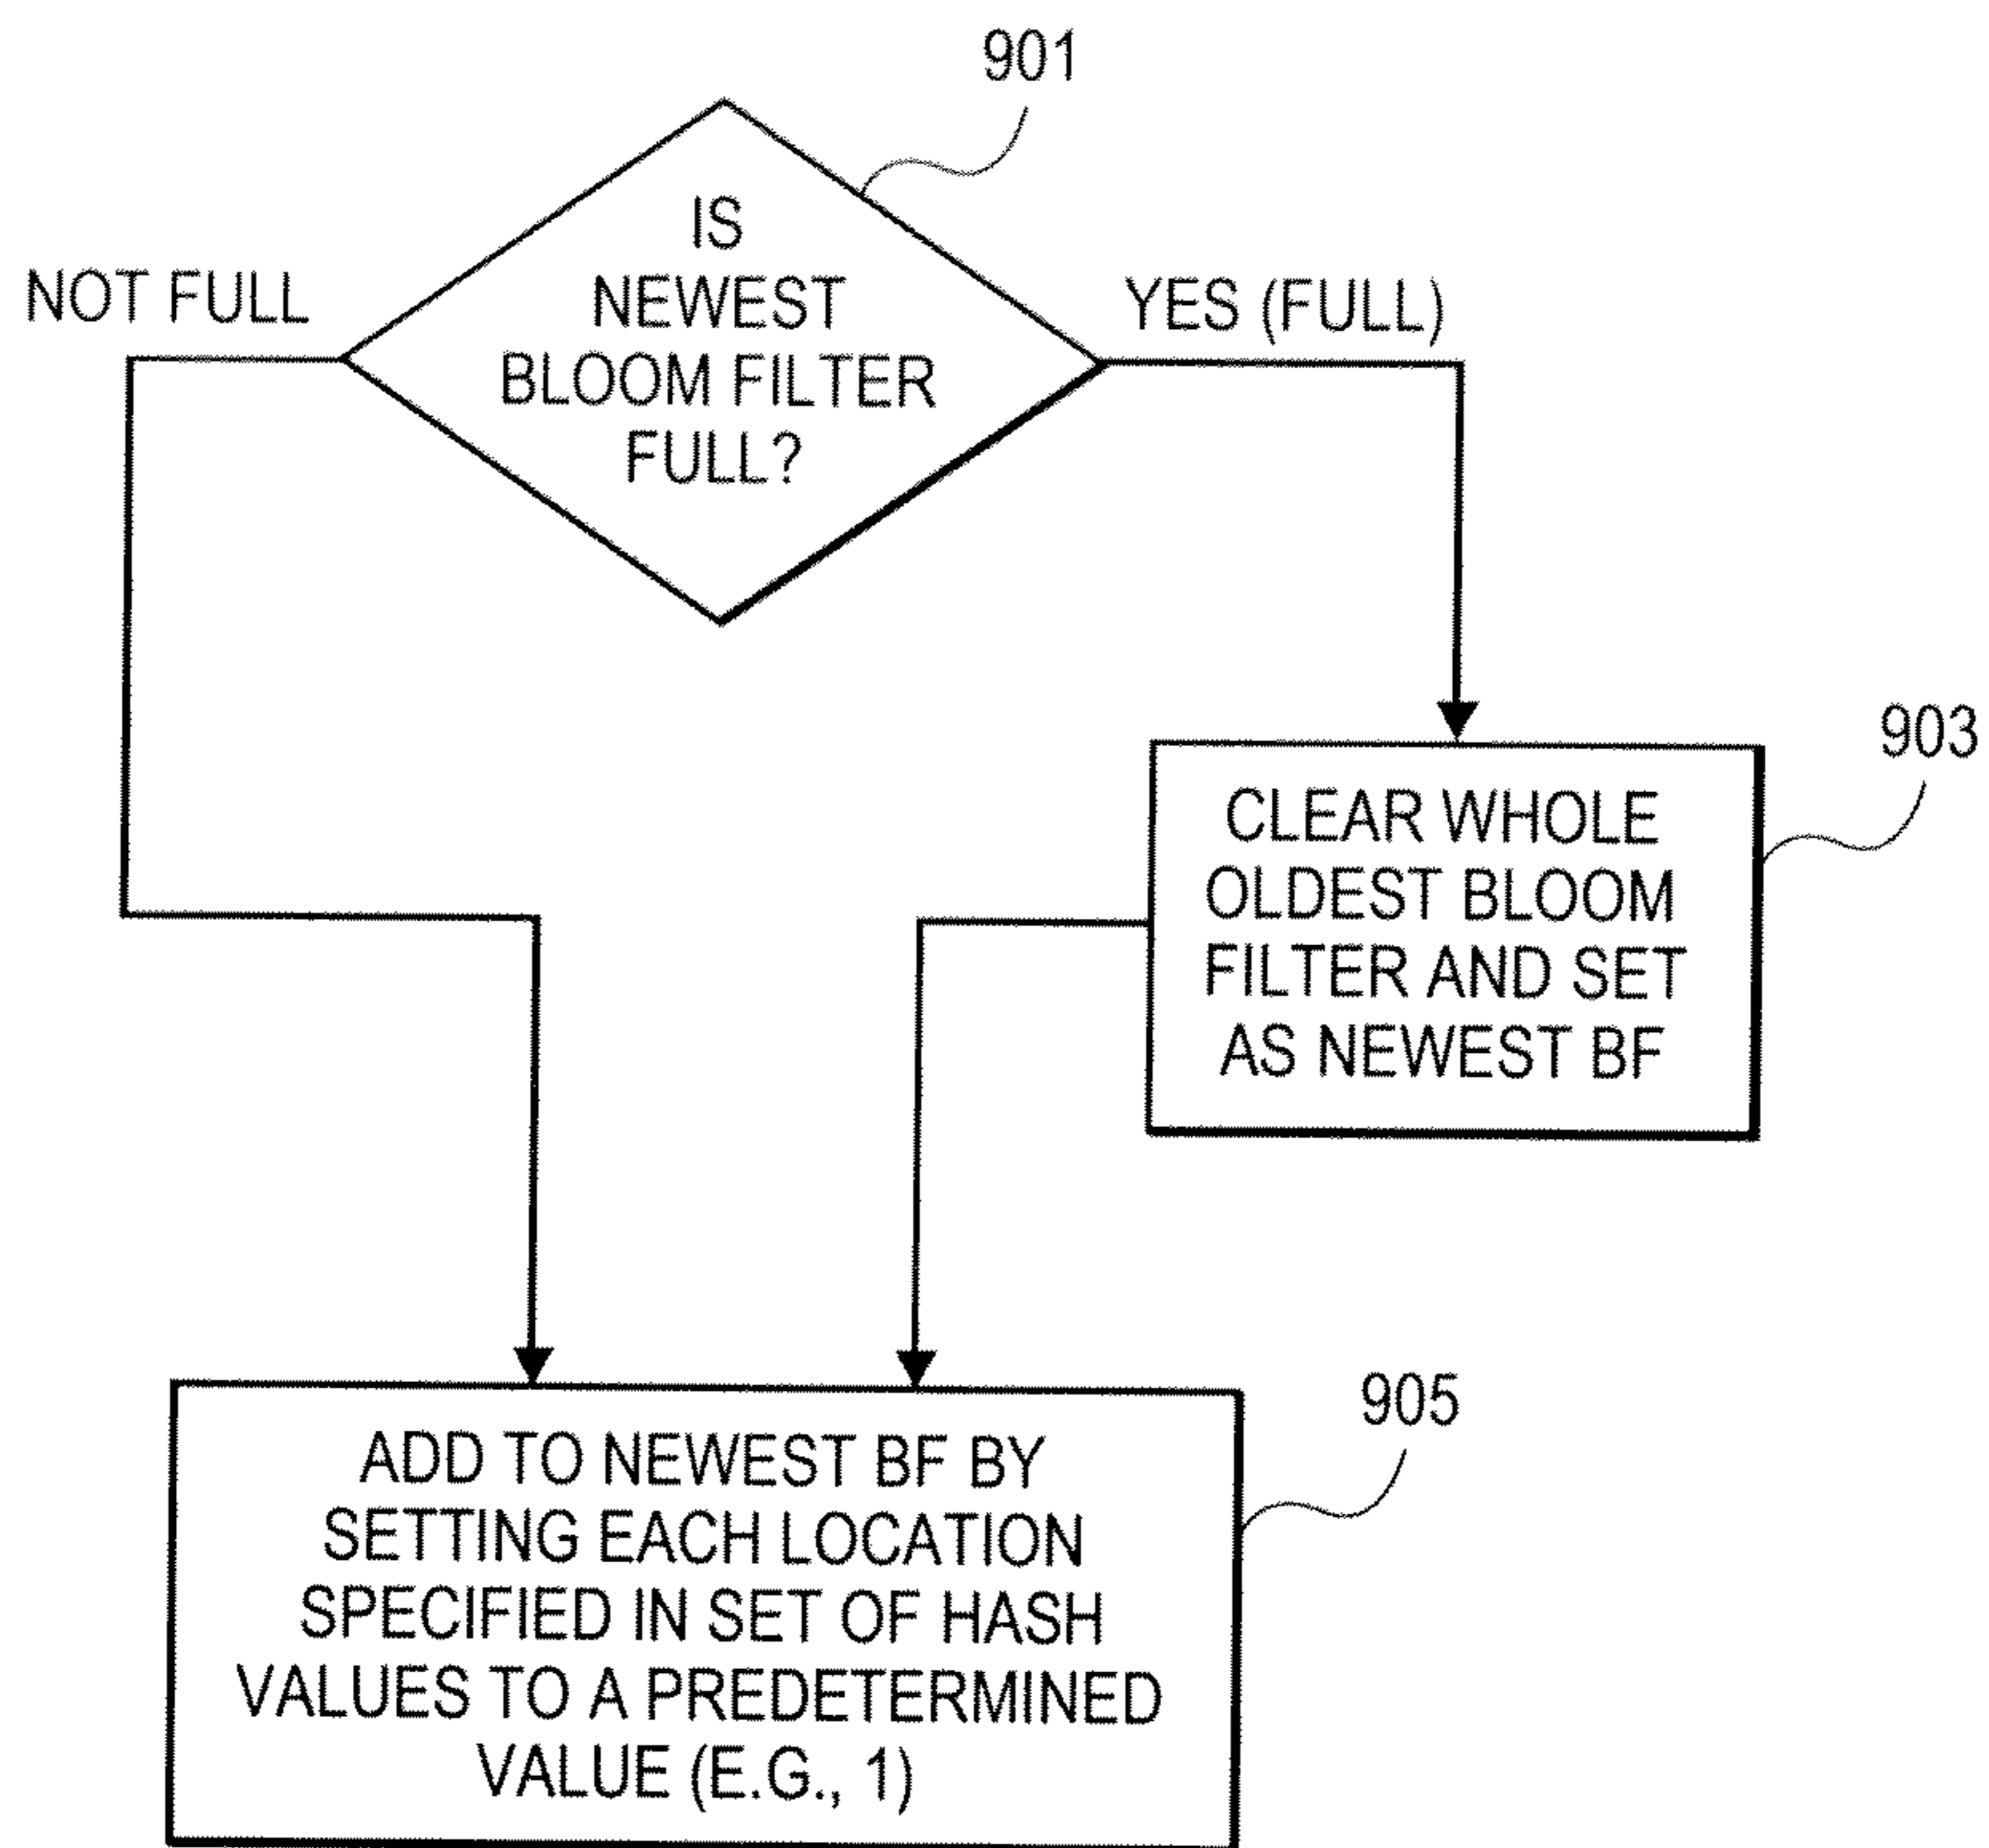 901
IS
NEWEST
BLOOM FILTER
FULL?
NOT FULL
YES (FULL)
903
CLEAR WHOLE
OLDEST BLOOM
FILTER AND SET
AS NEWEST BF
905
ADD TO NEWEST BF BY
SETTING EACH LOCATION
SPECIFIED IN SET OF HASH
VALUES TO A PREDETERMINED
VALUE (E.G., 1)